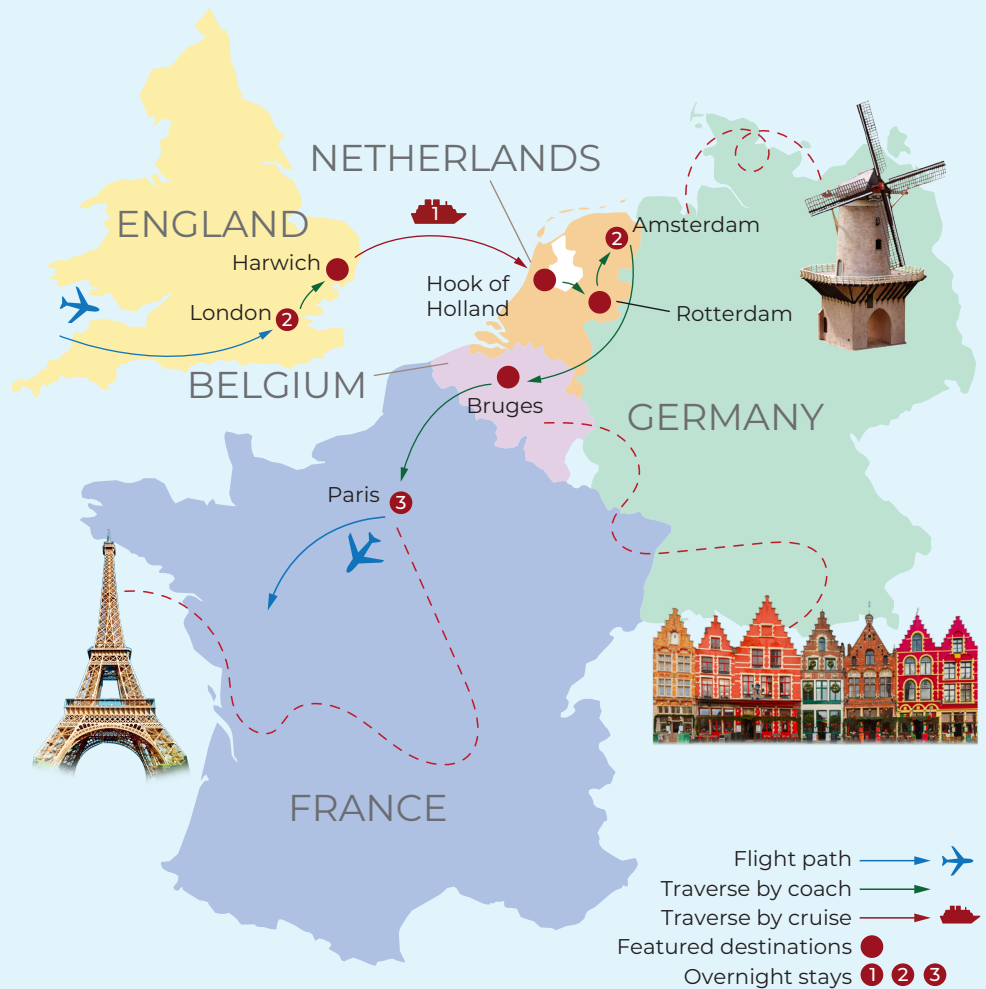 NETHERLANDS
ENGLAND
1
Amsterdam
2
Harwich
Hook of
Holland
London
2
Rotterdam
BELGIUM
Bruges
GERMANY
Paris
3
FRANCE
Flight path
Traverse by coach
Traverse by cruise
Featured destinations
Overnight stays 1 2 3